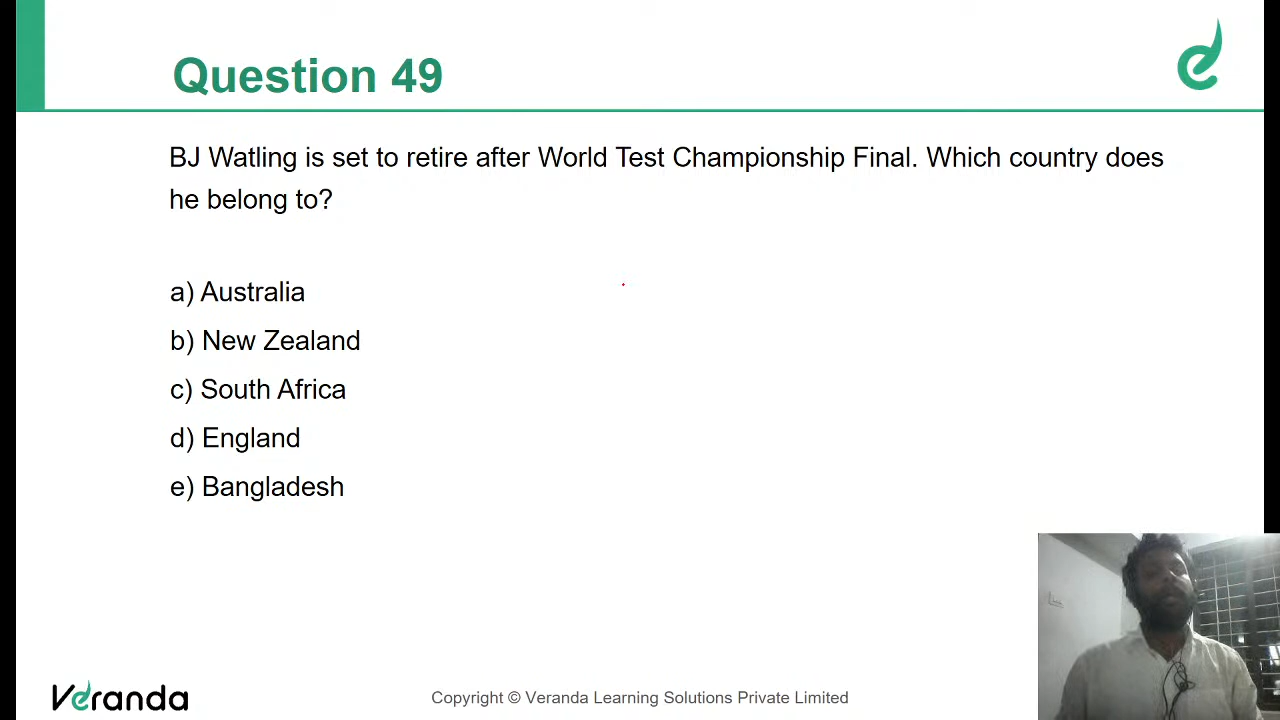 Question 49
BJ Watling is set to retire after World Test Championship Final. Which country does
he belong to?
a) Australia
b) New Zealand
c) South Africa
d) England
e) Bangladesh
Veranda
Copyright © Veranda Learning Solutions Private Limited